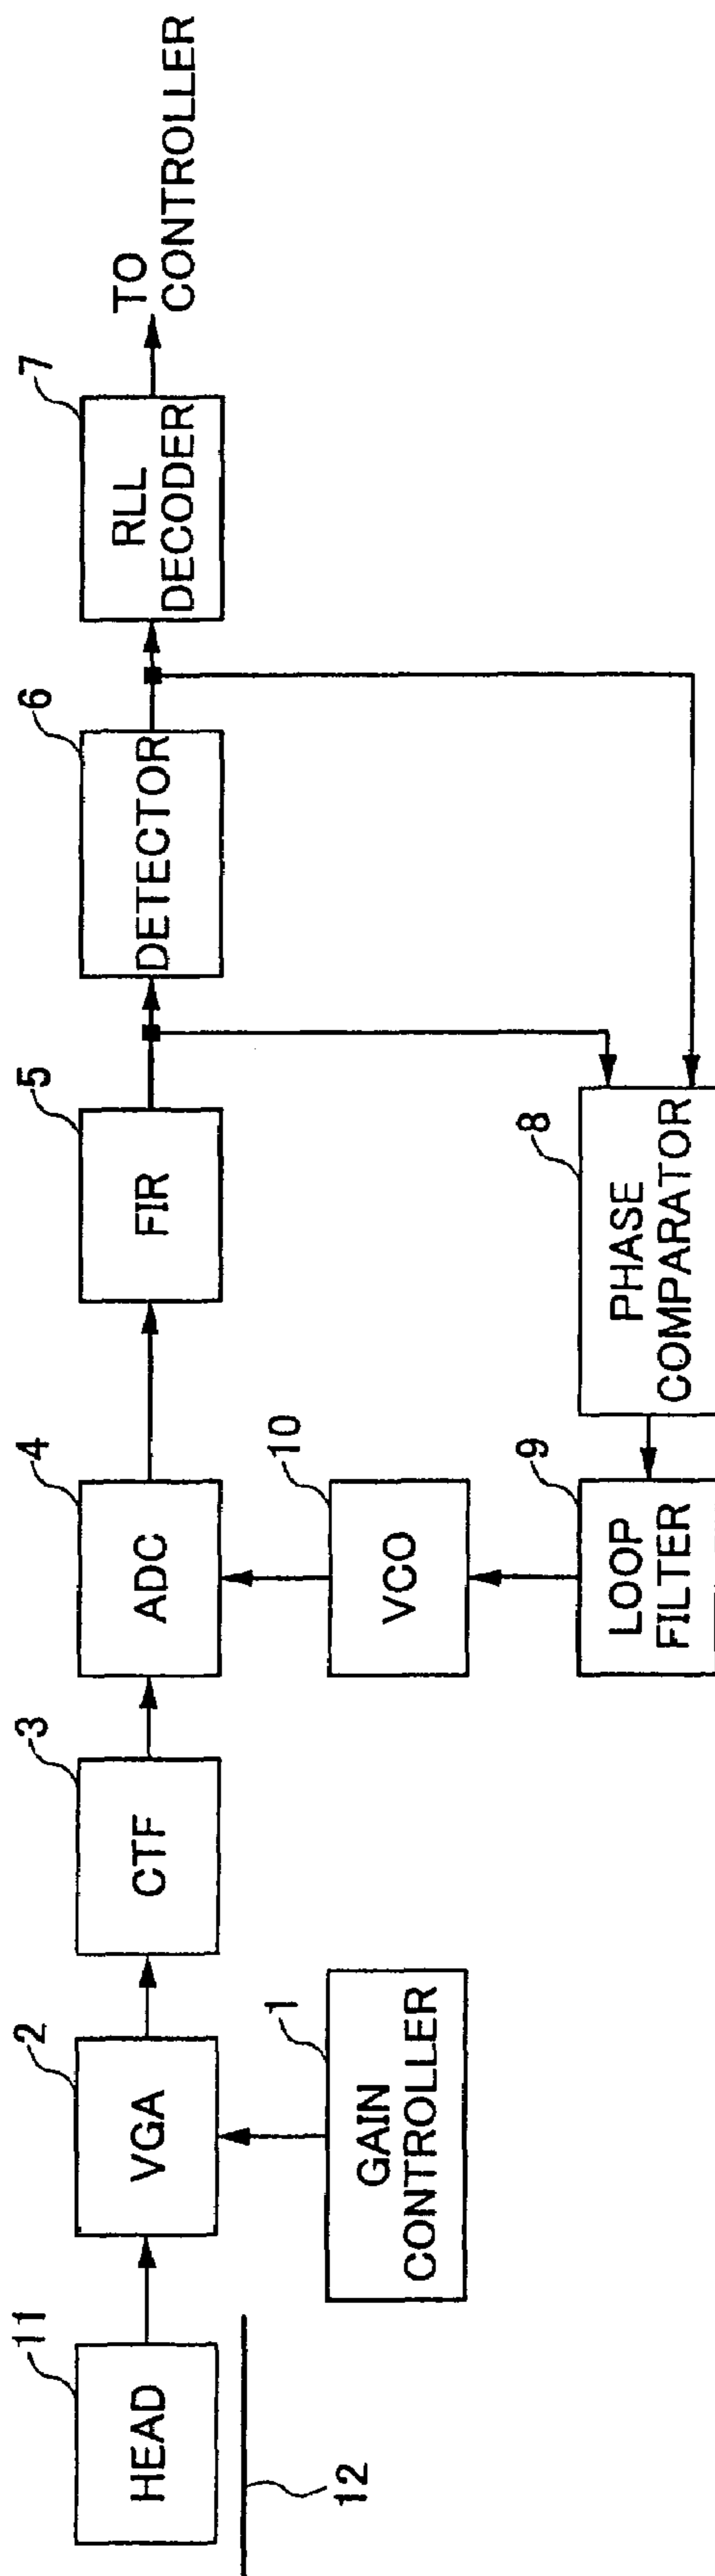 11
HEAD
12
2
VGA
1
GAIN
CONTROLLER
3
CTF
4
ADC
10
VCO
5
FIR
9
LOOP
FILTER
8
PHASE
COMPARATOR
6
DETECTOR
7
RLL
DECODER
TO
CONTROLLER